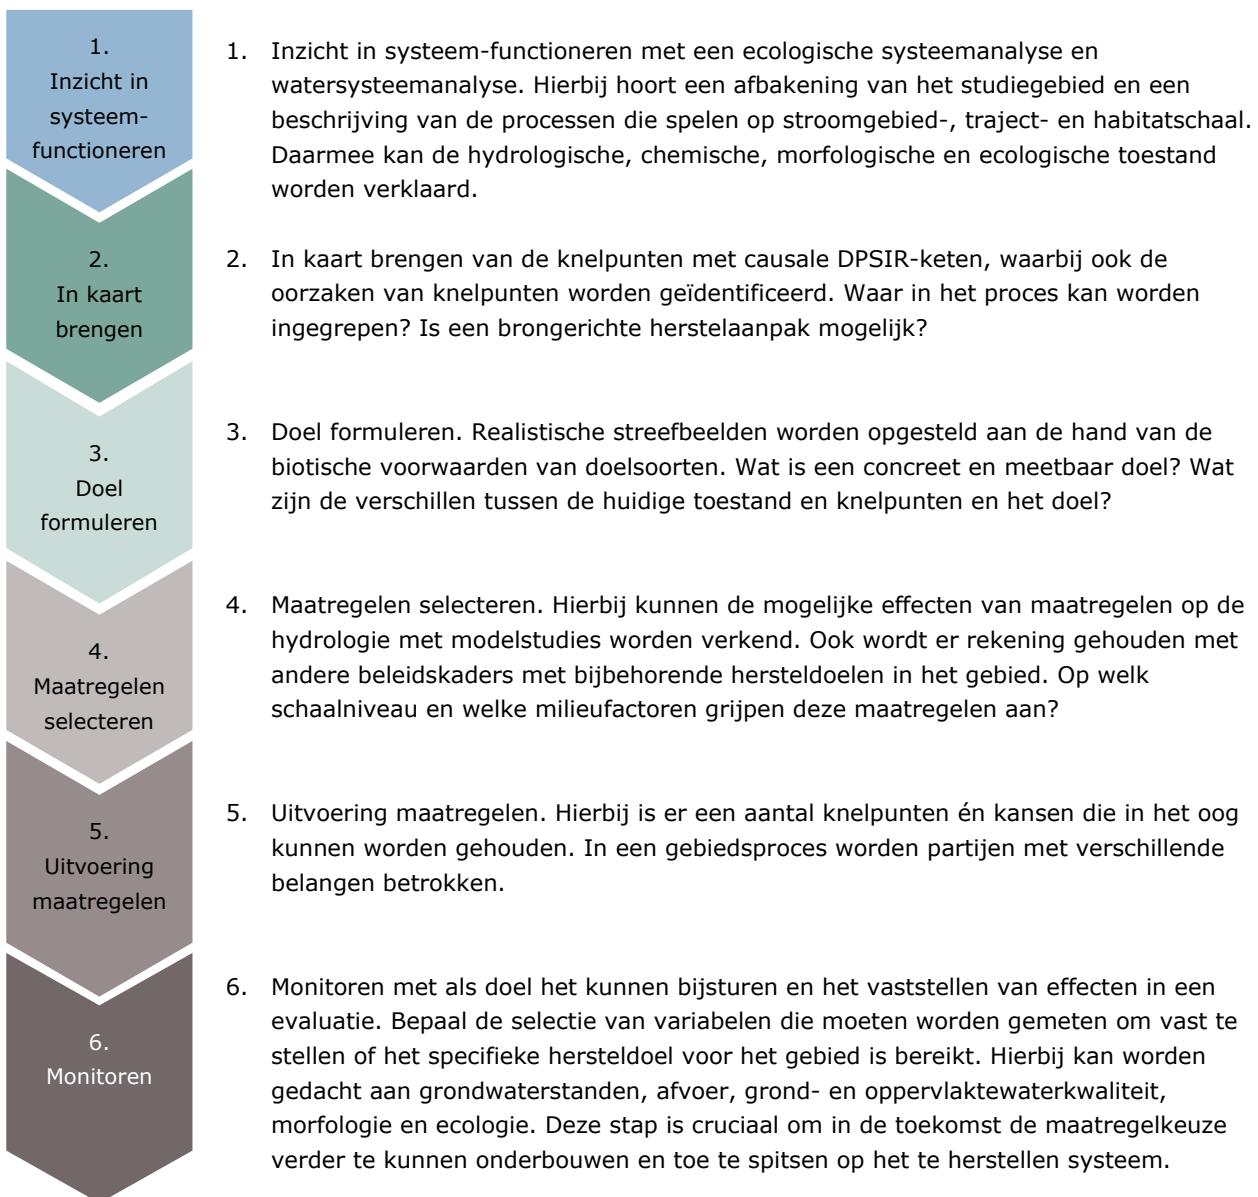 1.
Inzicht in
systeem-
functioneren
1. Inzicht in systeem-functioneren met een ecologische systeemanalyse en
watersysteemanalyse. Hierbij hoort een afbakening van het studiegebied en een
beschrijving van de processen die spelen op stroomgebied-, traject- en habitatschaal.
Daarmee kan de hydrologische, chemische, morfologische en ecologische toestand
worden verklaard.
2.
In kaart
brengen
2. In kaart brengen van de knelpunten met causale DPSIR-keten, waarbij ook de
oorzaken van knelpunten worden geïdentificeerd. Waar in het proces kan worden
ingegrepen? Is een brongerichte herstelaanpak mogelijk?
3.
Doel
formuleren
3. Doel formuleren. Realistische streefbeelden worden opgesteld aan de hand van de
biotische voorwaarden van doelsoorten. Wat is een concreet en meetbaar doel? Wat
zijn de verschillen tussen de huidige toestand en knelpunten en het doel?
4.
Maatregelen
selecteren
4. Maatregelen selecteren. Hierbij kunnen de mogelijke effecten van maatregelen op de
hydrologie met modelstudies worden verkend. Ook wordt er rekening gehouden met
andere beleidskaders met bijbehorende hersteldoelen in het gebied. Op welk
schaalniveau en welke milieufactoren grijpen deze maatregelen aan?
5.
Uitvoering
maatregelen
5. Uitvoering maatregelen. Hierbij is er een aantal knelpunten én kansen die in het oog
kunnen worden gehouden. In een gebiedsproces worden partijen met verschillende
belangen betrokken.
6.
Monitoren
6. Monitoren met als doel het kunnen bijsturen en het vaststellen van effecten in een
evaluatie. Bepaal de selectie van variabelen die moeten worden gemeten om vast te
stellen of het specifieke hersteldoel voor het gebied is bereikt. Hierbij kan worden
gedacht aan grondwaterstanden, afvoer, grond- en oppervlaktewaterkwaliteit,
morfologie en ecologie. Deze stap is cruciaal om in de toekomst de maatregelkeuze
verder te kunnen onderbouwen en toe te spitsen op het te herstellen systeem.